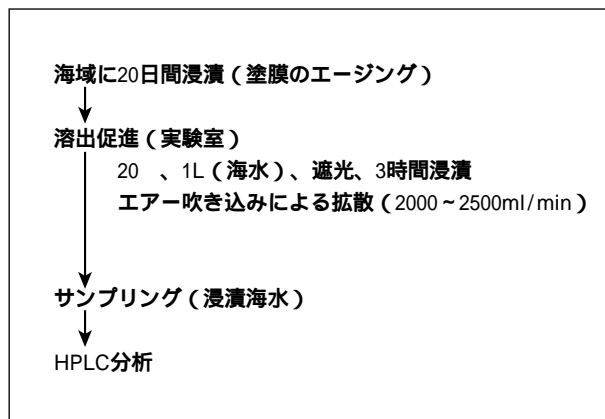 海域に20日間浸漬(塗膜のエージング)
溶出促進(実験室)
20　、1L(海水)、遮光、3時間浸漬
エアー吹き込みによる拡散(2000~2500ml/min)
サンプリング(浸漬海水)
HPLC分析